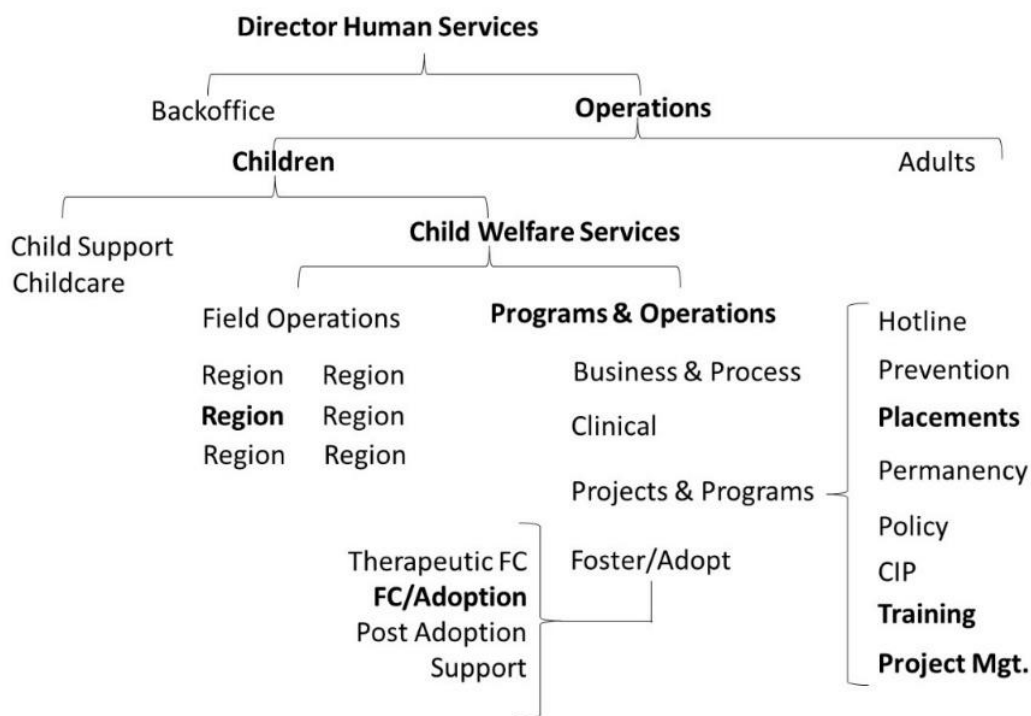 Director Human Services
Backoffice
Operations
Children
Adults
Child Support
Childcare
Child Welfare Services
Field Operations
Region Region
Region Region
Region Region
Programs & Operations
Business & Process
Clinical
Projects & Programs
Foster/Adopt
Therapeutic FC
FC/Adoption
Post Adoption
Support
Hotline
Prevention
Placements
Permanency
Policy
CIP
Training
Project Mgt.